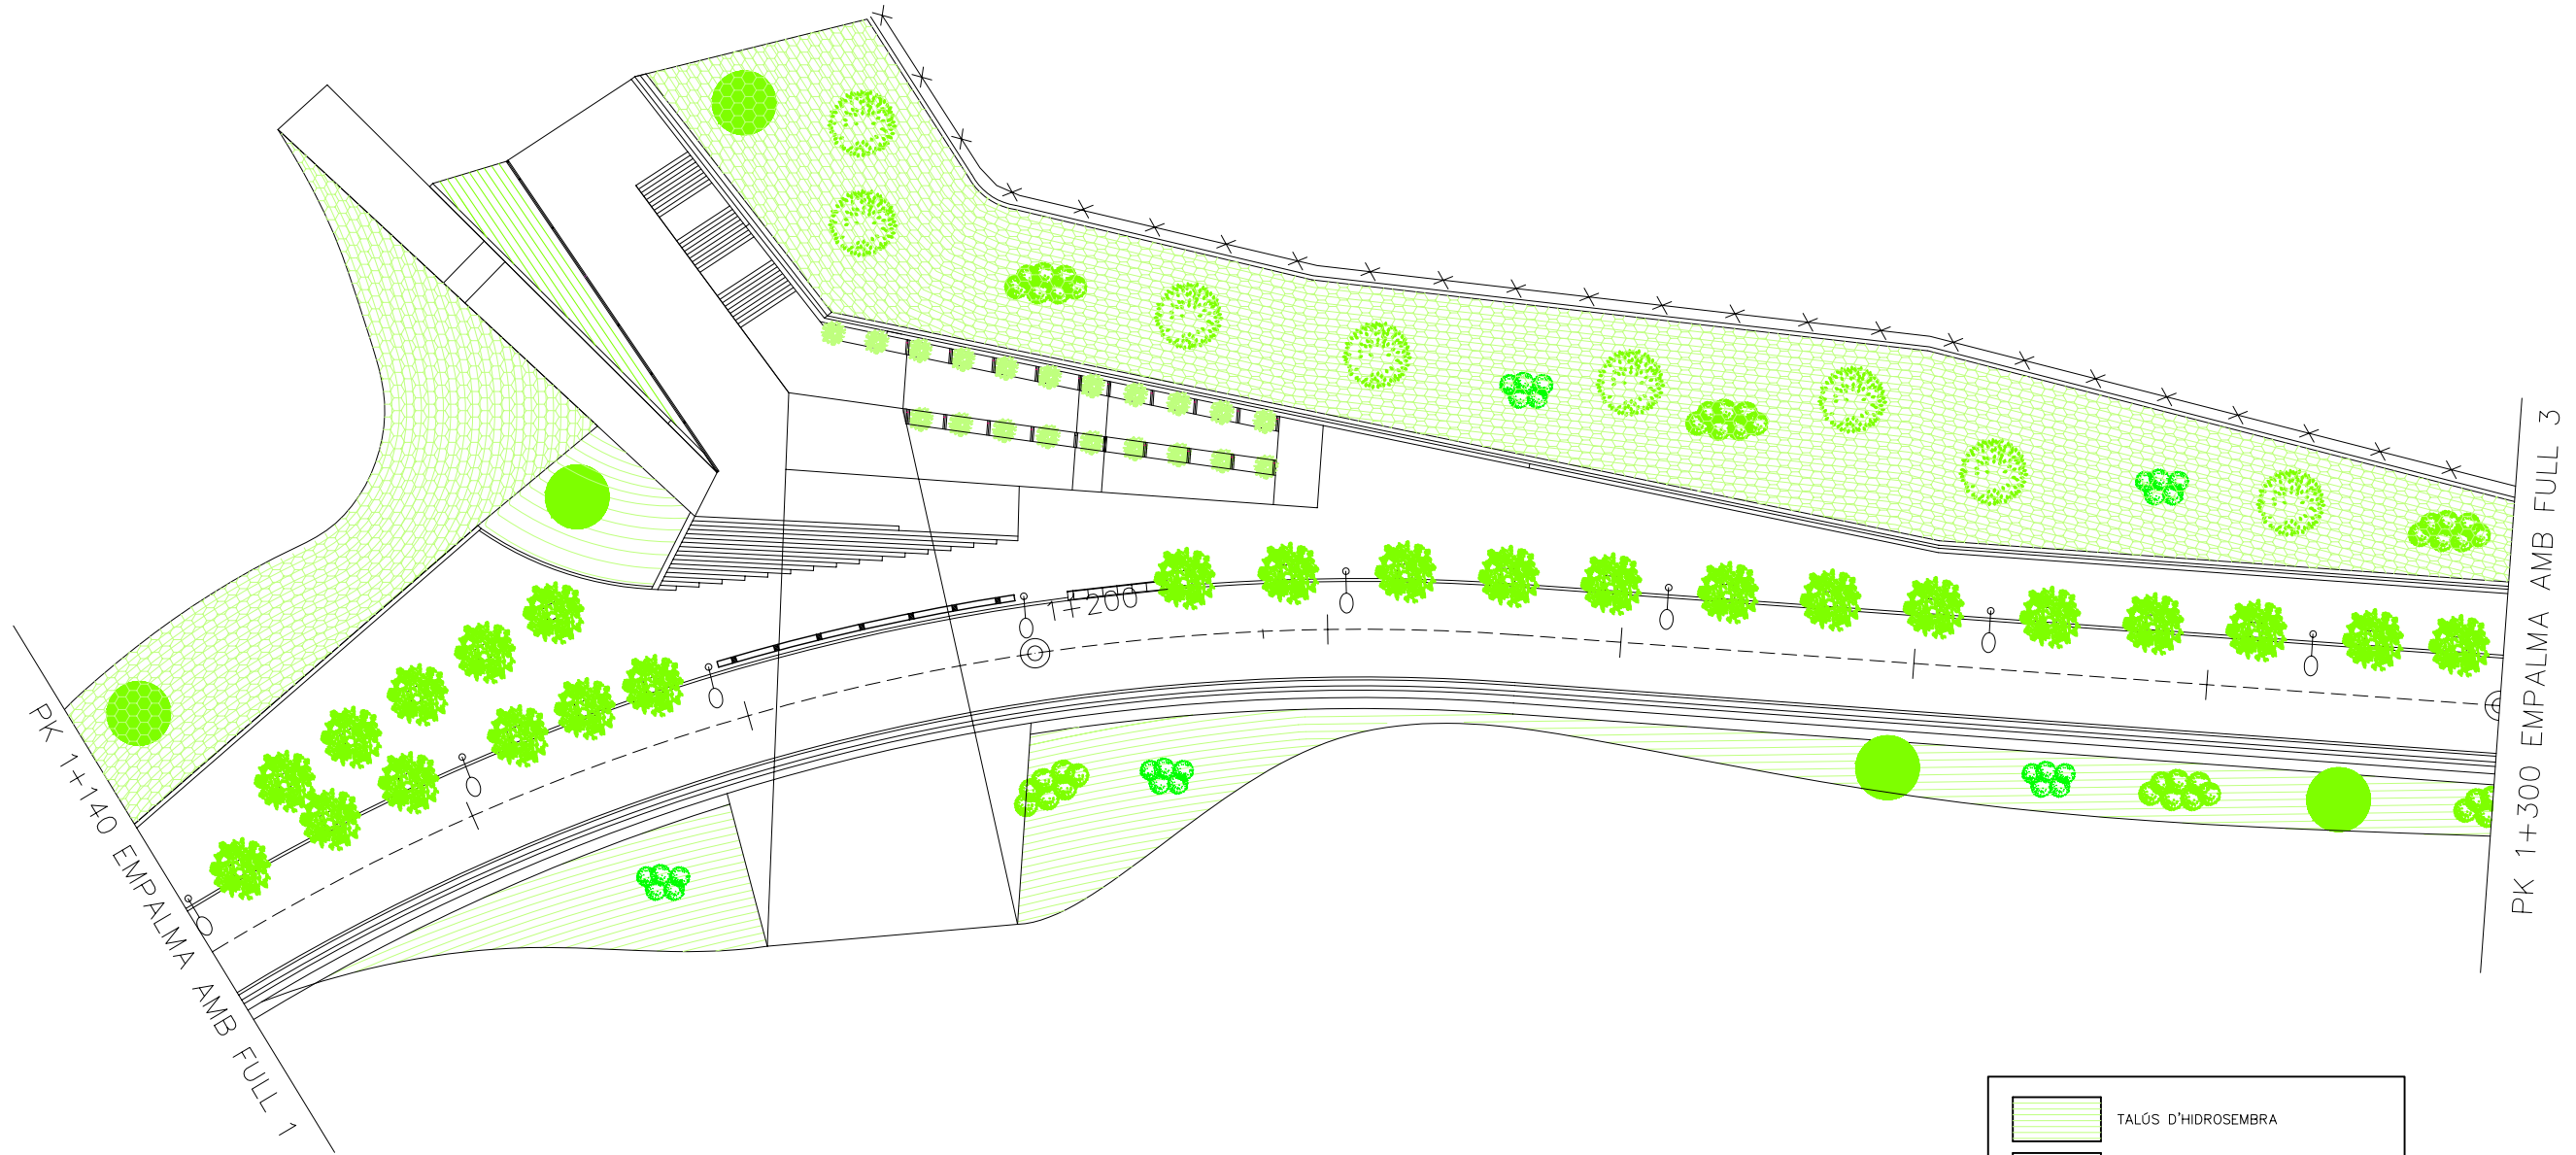 1+200
PK 1+140 EMPALMA AMB FULL 1
PK 1+300 EMPALMA AMB FULL 3
TALÚS D'HIDROSEMBRA